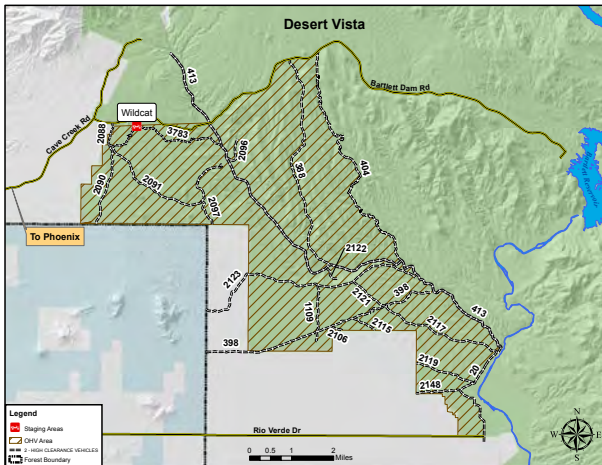 Desert Vista
413
Bartlett Dam Rd
Wildcat
Cave Creek Rd
2088
3783
2096
388
404
2090
2091
2097
To Phoenix
2122
2123
2121
398
413
1109
2115
2117
2106
398
2119
20
2148
Rio Verde Dr
Legend
Staging Areas
OHV Area
2 - HIGH CLEARANCE VEHICLES
Forest Boundary
0 0.5 1 2
Miles
N
W E
S